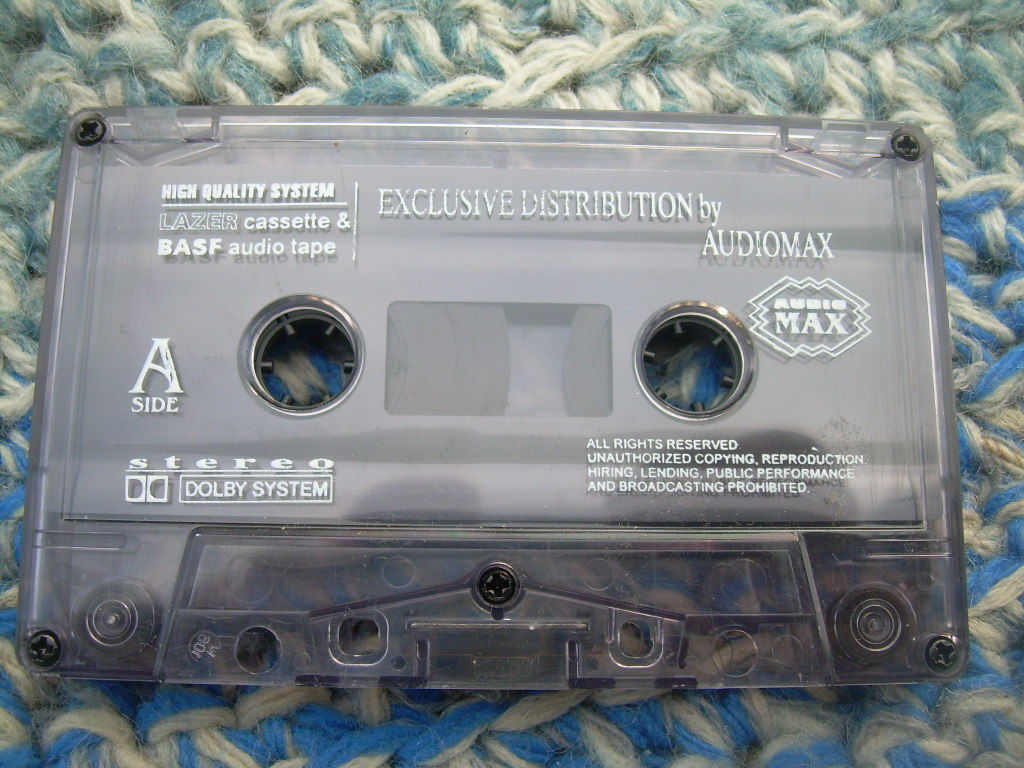 HIGH QUALITY SYSTEM
LAZER cassette &
BASF audio tape
EXCLUSIVE DISTRIBUTION by
AUDIOMAX
AUDIO
MAX
A
SIDE
stereo
DOLBY SYSTEM
ALL RIGHTS RESERVED.
UNAUTHORIZED COPYING, REPRODUCTION.
HIRING, LENDING, PUBLIC PERFORMANCE
AND BROADCASTING PROHIBITED.